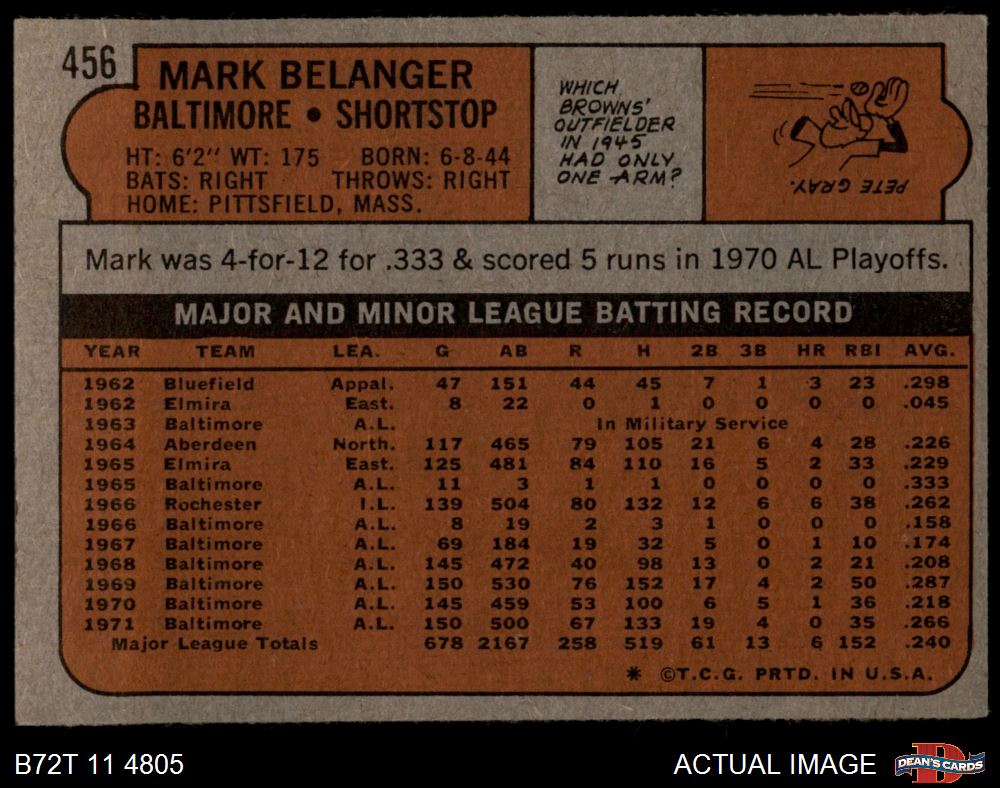 456
MARK BELANGER
BALTIMORE • SHORTSTOP
HT: 6'2" WT: 175 BORN: 6-8-44
BATS: RIGHT THROWS: RIGHT
HOME: PITTSFIELD, MASS.
WHICH
BROWNS'
OUTFIELDER
IN 1945
HAD ONLY
ONE ARM?
PETE GRAY.
Mark was 4-for-12 for .333 & scored 5 runs in 1970 AL Playoffs.
MAJOR AND MINOR LEAGUE BATTING RECORD
YEAR TEAM LEA. G AB R H 2B 3B HR RBI AVG.
1962 Bluefield Appal. 47 151 44 45 7 1 3 23 .298
1962 Elmira East. 8 22 0 1 0 0 0 0 .045
1963 Baltimore A.L. In Military Service
1964 Aberdeen North. 117 465 79 105 21 6 4 28 .226
1965 Elmira East. 125 481 84 110 16 5 2 33 .229
1965 Baltimore A.L. 11 3 1 1 0 0 0 0 .333
1966 Rochester I.L. 139 504 80 132 12 6 6 38 .262
1966 Baltimore A.L. 8 19 2 3 1 0 0 0 .158
1967 Baltimore A.L. 69 184 19 32 5 0 1 10 .174
1968 Baltimore A.L. 145 472 40 98 13 0 2 21 .208
1969 Baltimore A.L. 150 530 76 152 17 4 2 50 .287
1970 Baltimore A.L. 145 459 53 100 6 5 1 36 .218
1971 Baltimore A.L. 150 500 67 133 19 4 0 35 .266
Major League Totals 678 2167 258 519 61 13 6 152 .240
* ©T.C.G. PRTD. IN U.S.A.
B72T 11 4805
ACTUAL IMAGE
D
DEAN'S CARDS